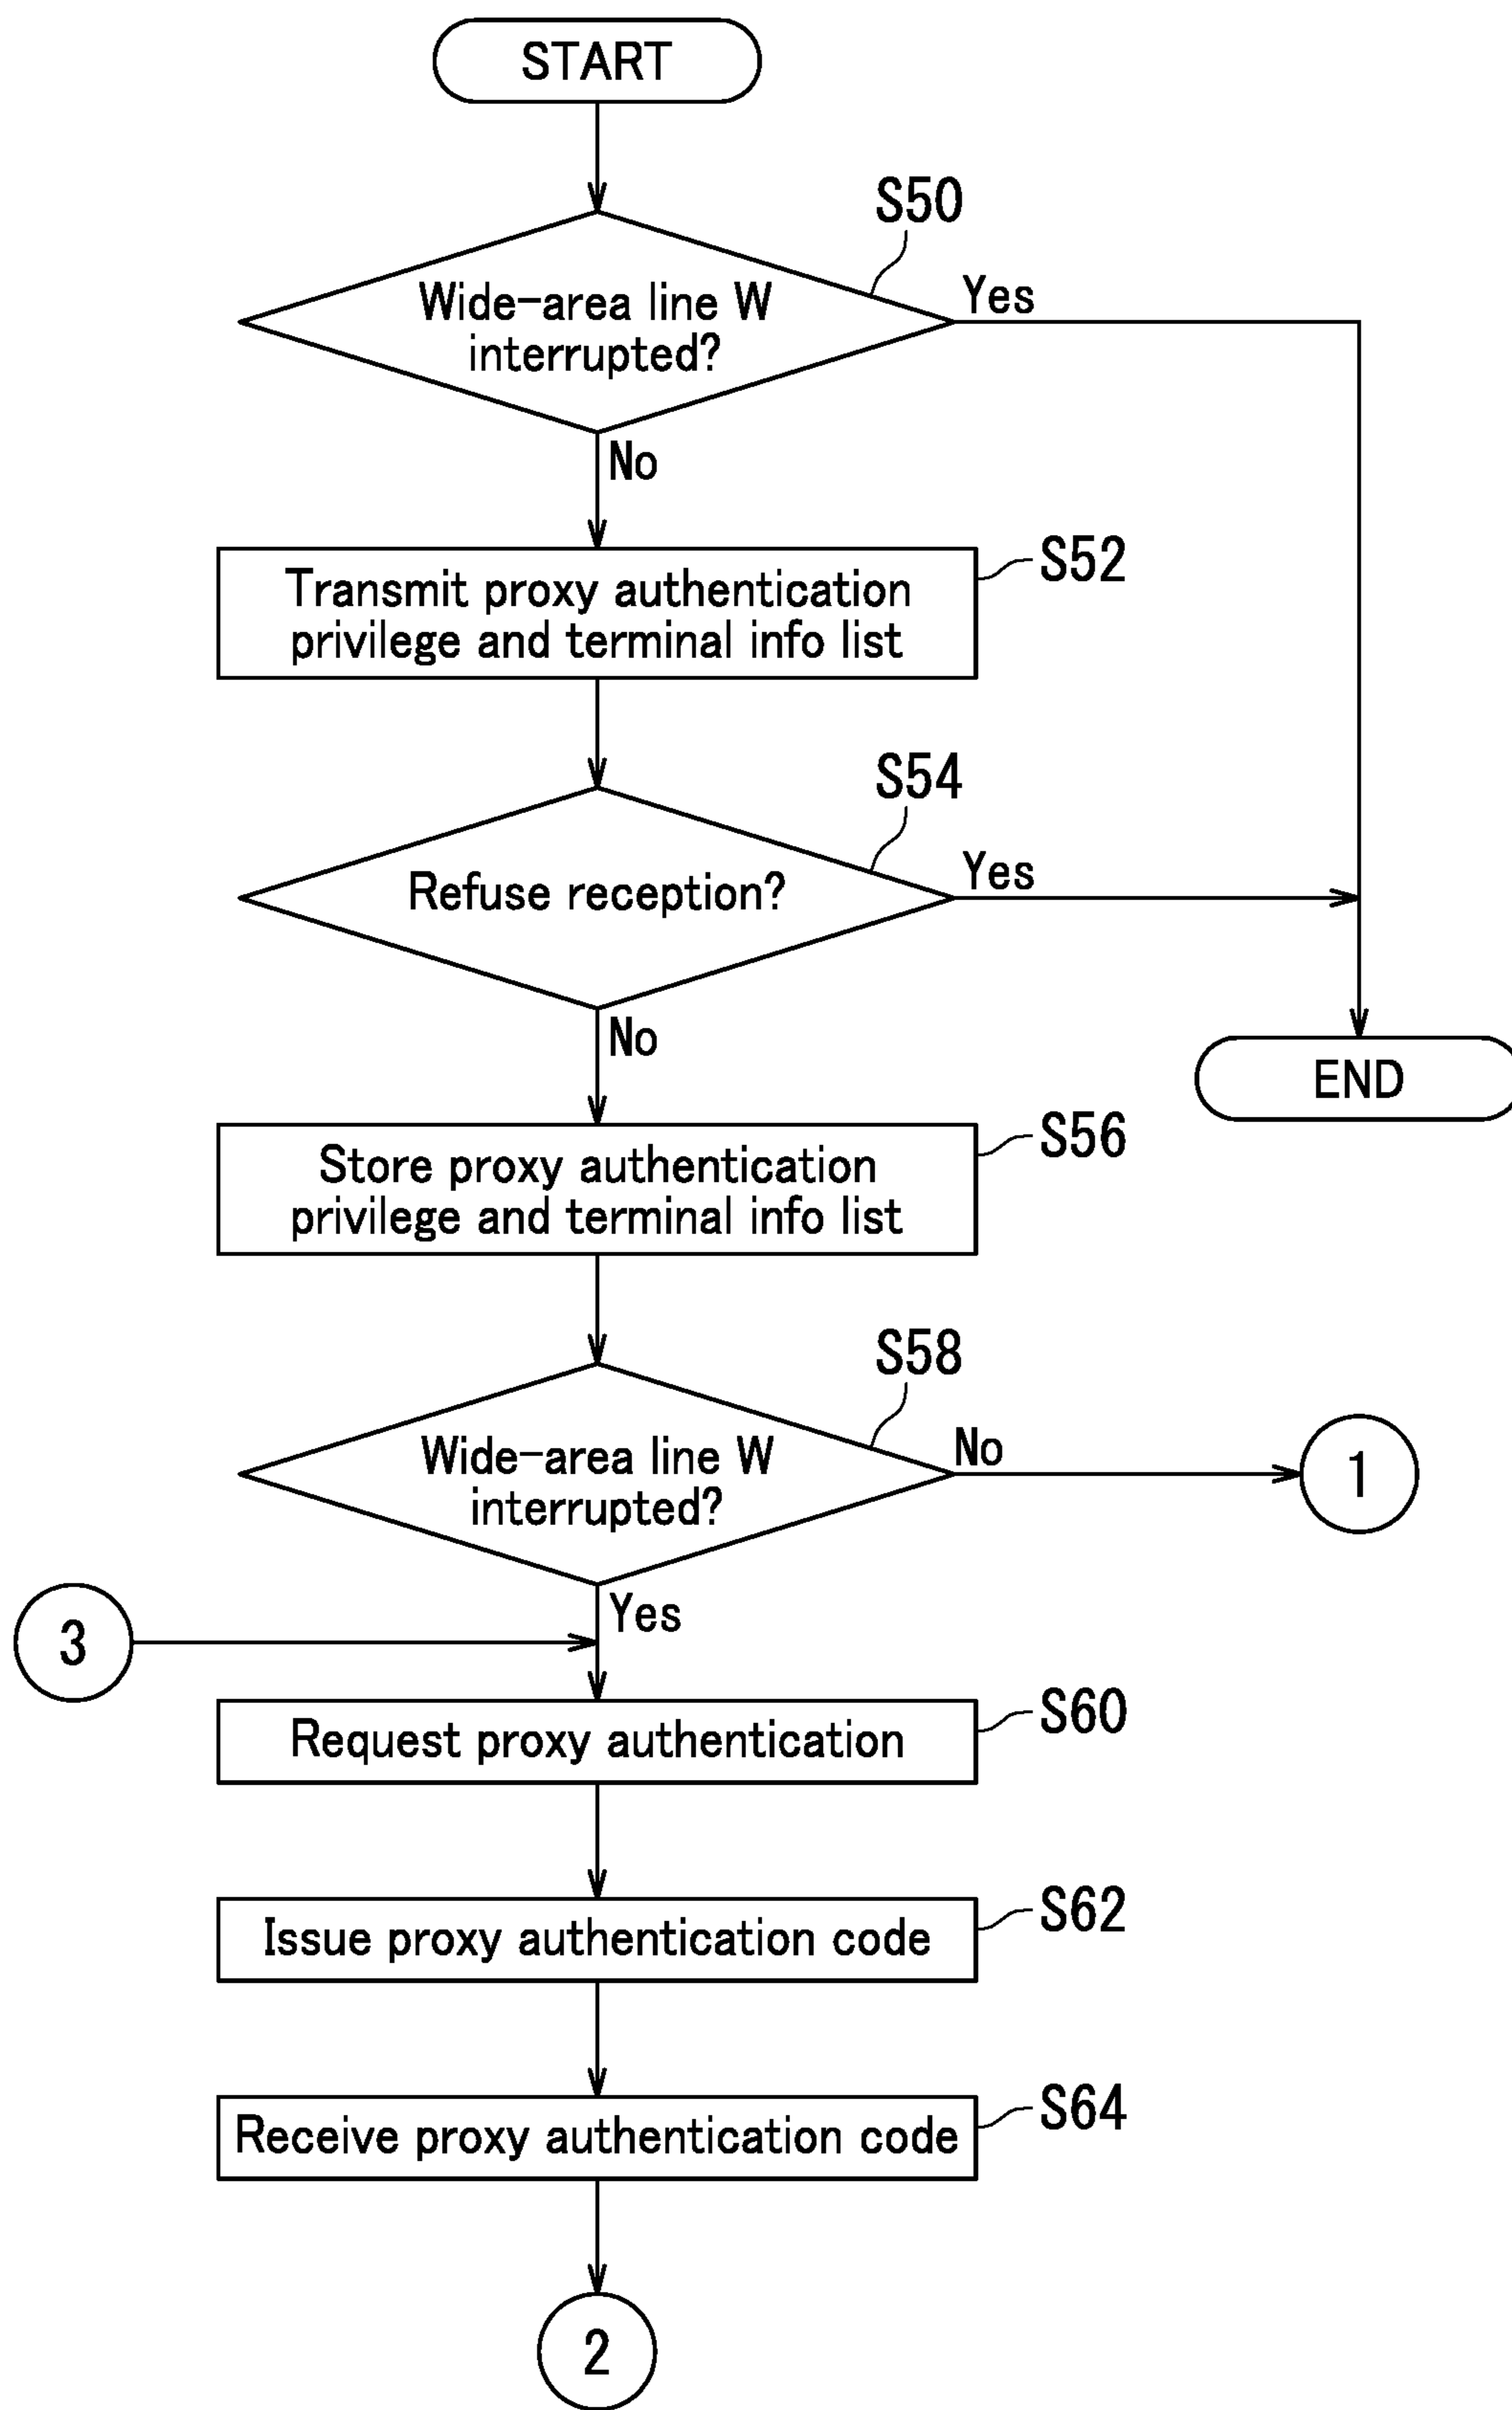 START
S50
Wide-area line W
interrupted?
Yes
No
S52
Transmit proxy authentication
privilege and terminal info list
S54
Refuse reception?
Yes
No
END
S56
Store proxy authentication
privilege and terminal info list
S58
Wide-area line W
interrupted?
No
1
Yes
3
S60
Request proxy authentication
S62
Issue proxy authentication code
S64
Receive proxy authentication code
2